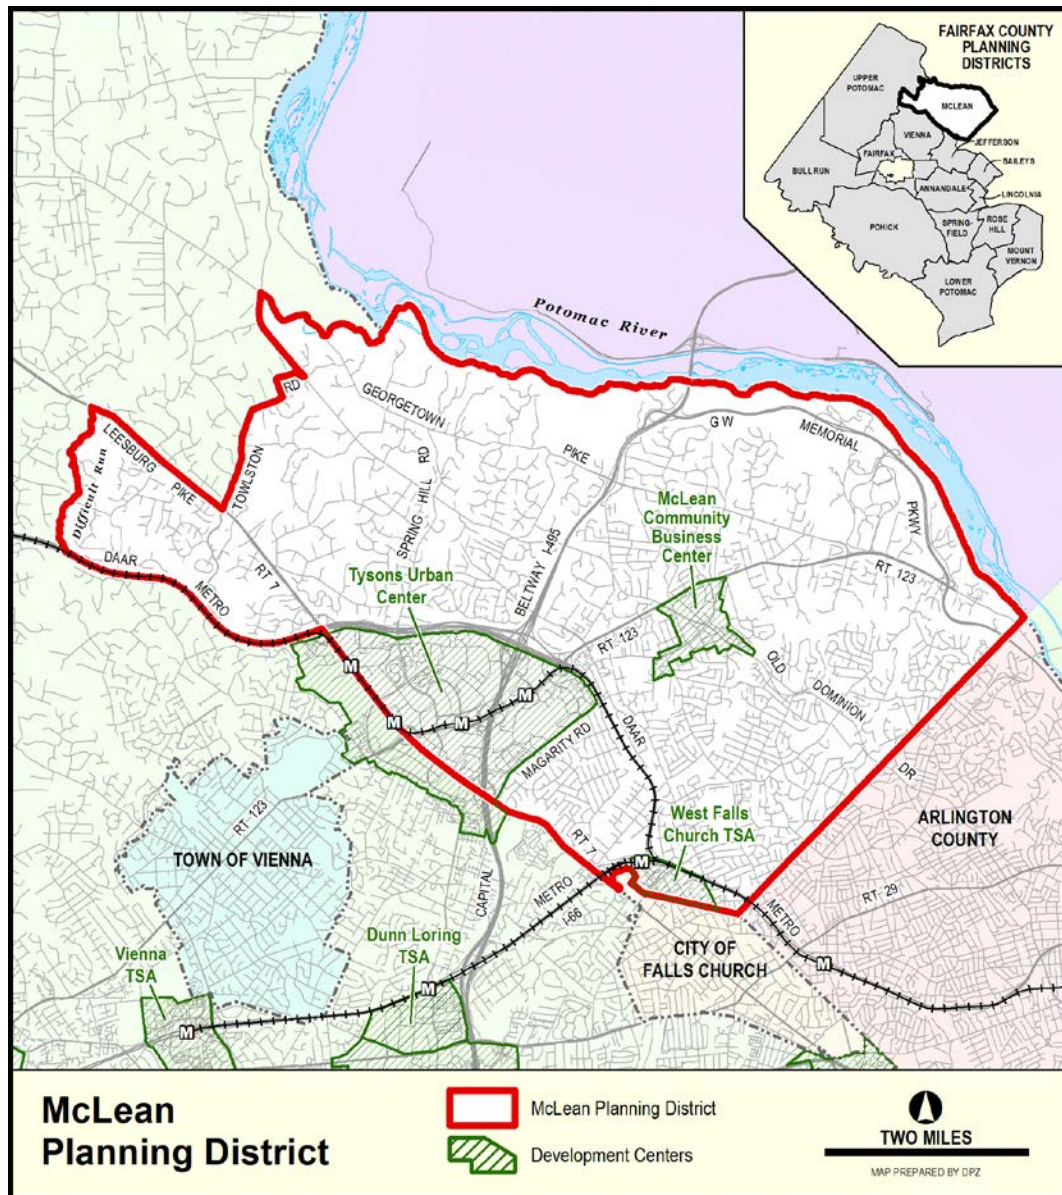 FAIRFAX COUNTY
PLANNING
DISTRICTS
UPPER
POTOMAC
MCLEAN
VIENNA
JEFFERSON
FAIRFAX
BAILEYS
BULL RUN
ANNANDALE
LINCOLNIA
POHICK
SPRING-
FIELD
ROSE
HILL
MOUNT
VERNON
LOWER
POTOMAC
Potomac River
RD
GEORGETOWN
PIKE
LEESBURG
PIKE
Difficult Run
TOWLSTON
SPRING HILL RD
GW
MEMORIAL
PKWY
BELTWAY I-495
McLean
Community
Business
Center
DAAR
METRO
RT 7
Tysons Urban
Center
RT 123
RT 123
OLD
DOMINION
DR
M
M
M
M
DAAR
MAGARITY RD
West Falls
Church TSA
RT 7
M
ARLINGTON
COUNTY
RT 123
TOWN OF VIENNA
CAPITAL
METRO
I-66
METRO
RT 29
Dunn Loring
TSA
CITY OF
FALLS CHURCH
M
Vienna
TSA
M
M
McLean
Planning District
McLean Planning District
Development Centers
TWO MILES
MAP PREPARED BY DPZ